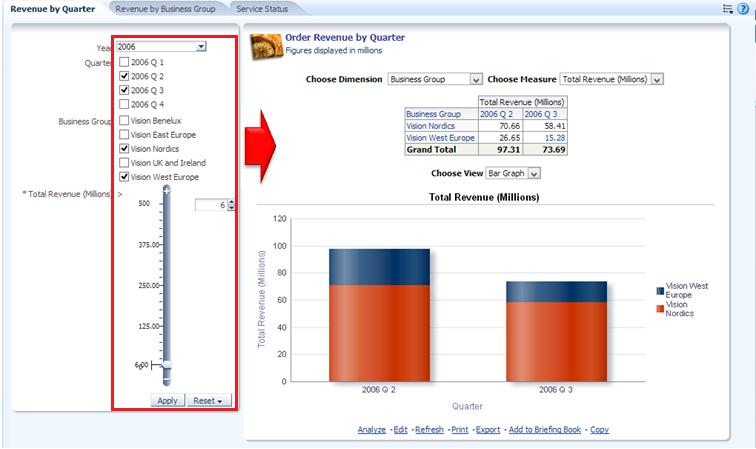 Revenue by Quarter Revenue by Business Group Service Status
Year 2006
Quarter 2006 Q 1
2006 Q 2
2006 Q 3
2006 Q 4
Business Group Vision Benelux
Vision East Europe
Vision Nordics
Vision UK and Ireland
Vision West Europe
* Total Revenue (Millions) >
500 6
375.00
250.00
125.00
6.00
Apply Reset
Order Revenue by Quarter
Figures displayed in millions
Choose Dimension Business Group Choose Measure Total Revenue (Millions)
Total Revenue (Millions)
Business Group 2006 Q 2 2006 Q 3
Vision Nordics 70.66 58.41
Vision West Europe 26.65 15.28
Grand Total 97.31 73.69
Choose View Bar Graph
Total Revenue (Millions)
120
100
80
60
40
20
0
Total Revenue (Millions)
2006 Q 2 2006 Q 3
Quarter
Vision West
Europe
Vision
Nordics
Analyze - Edit - Refresh - Print - Export - Add to Briefing Book - Copy